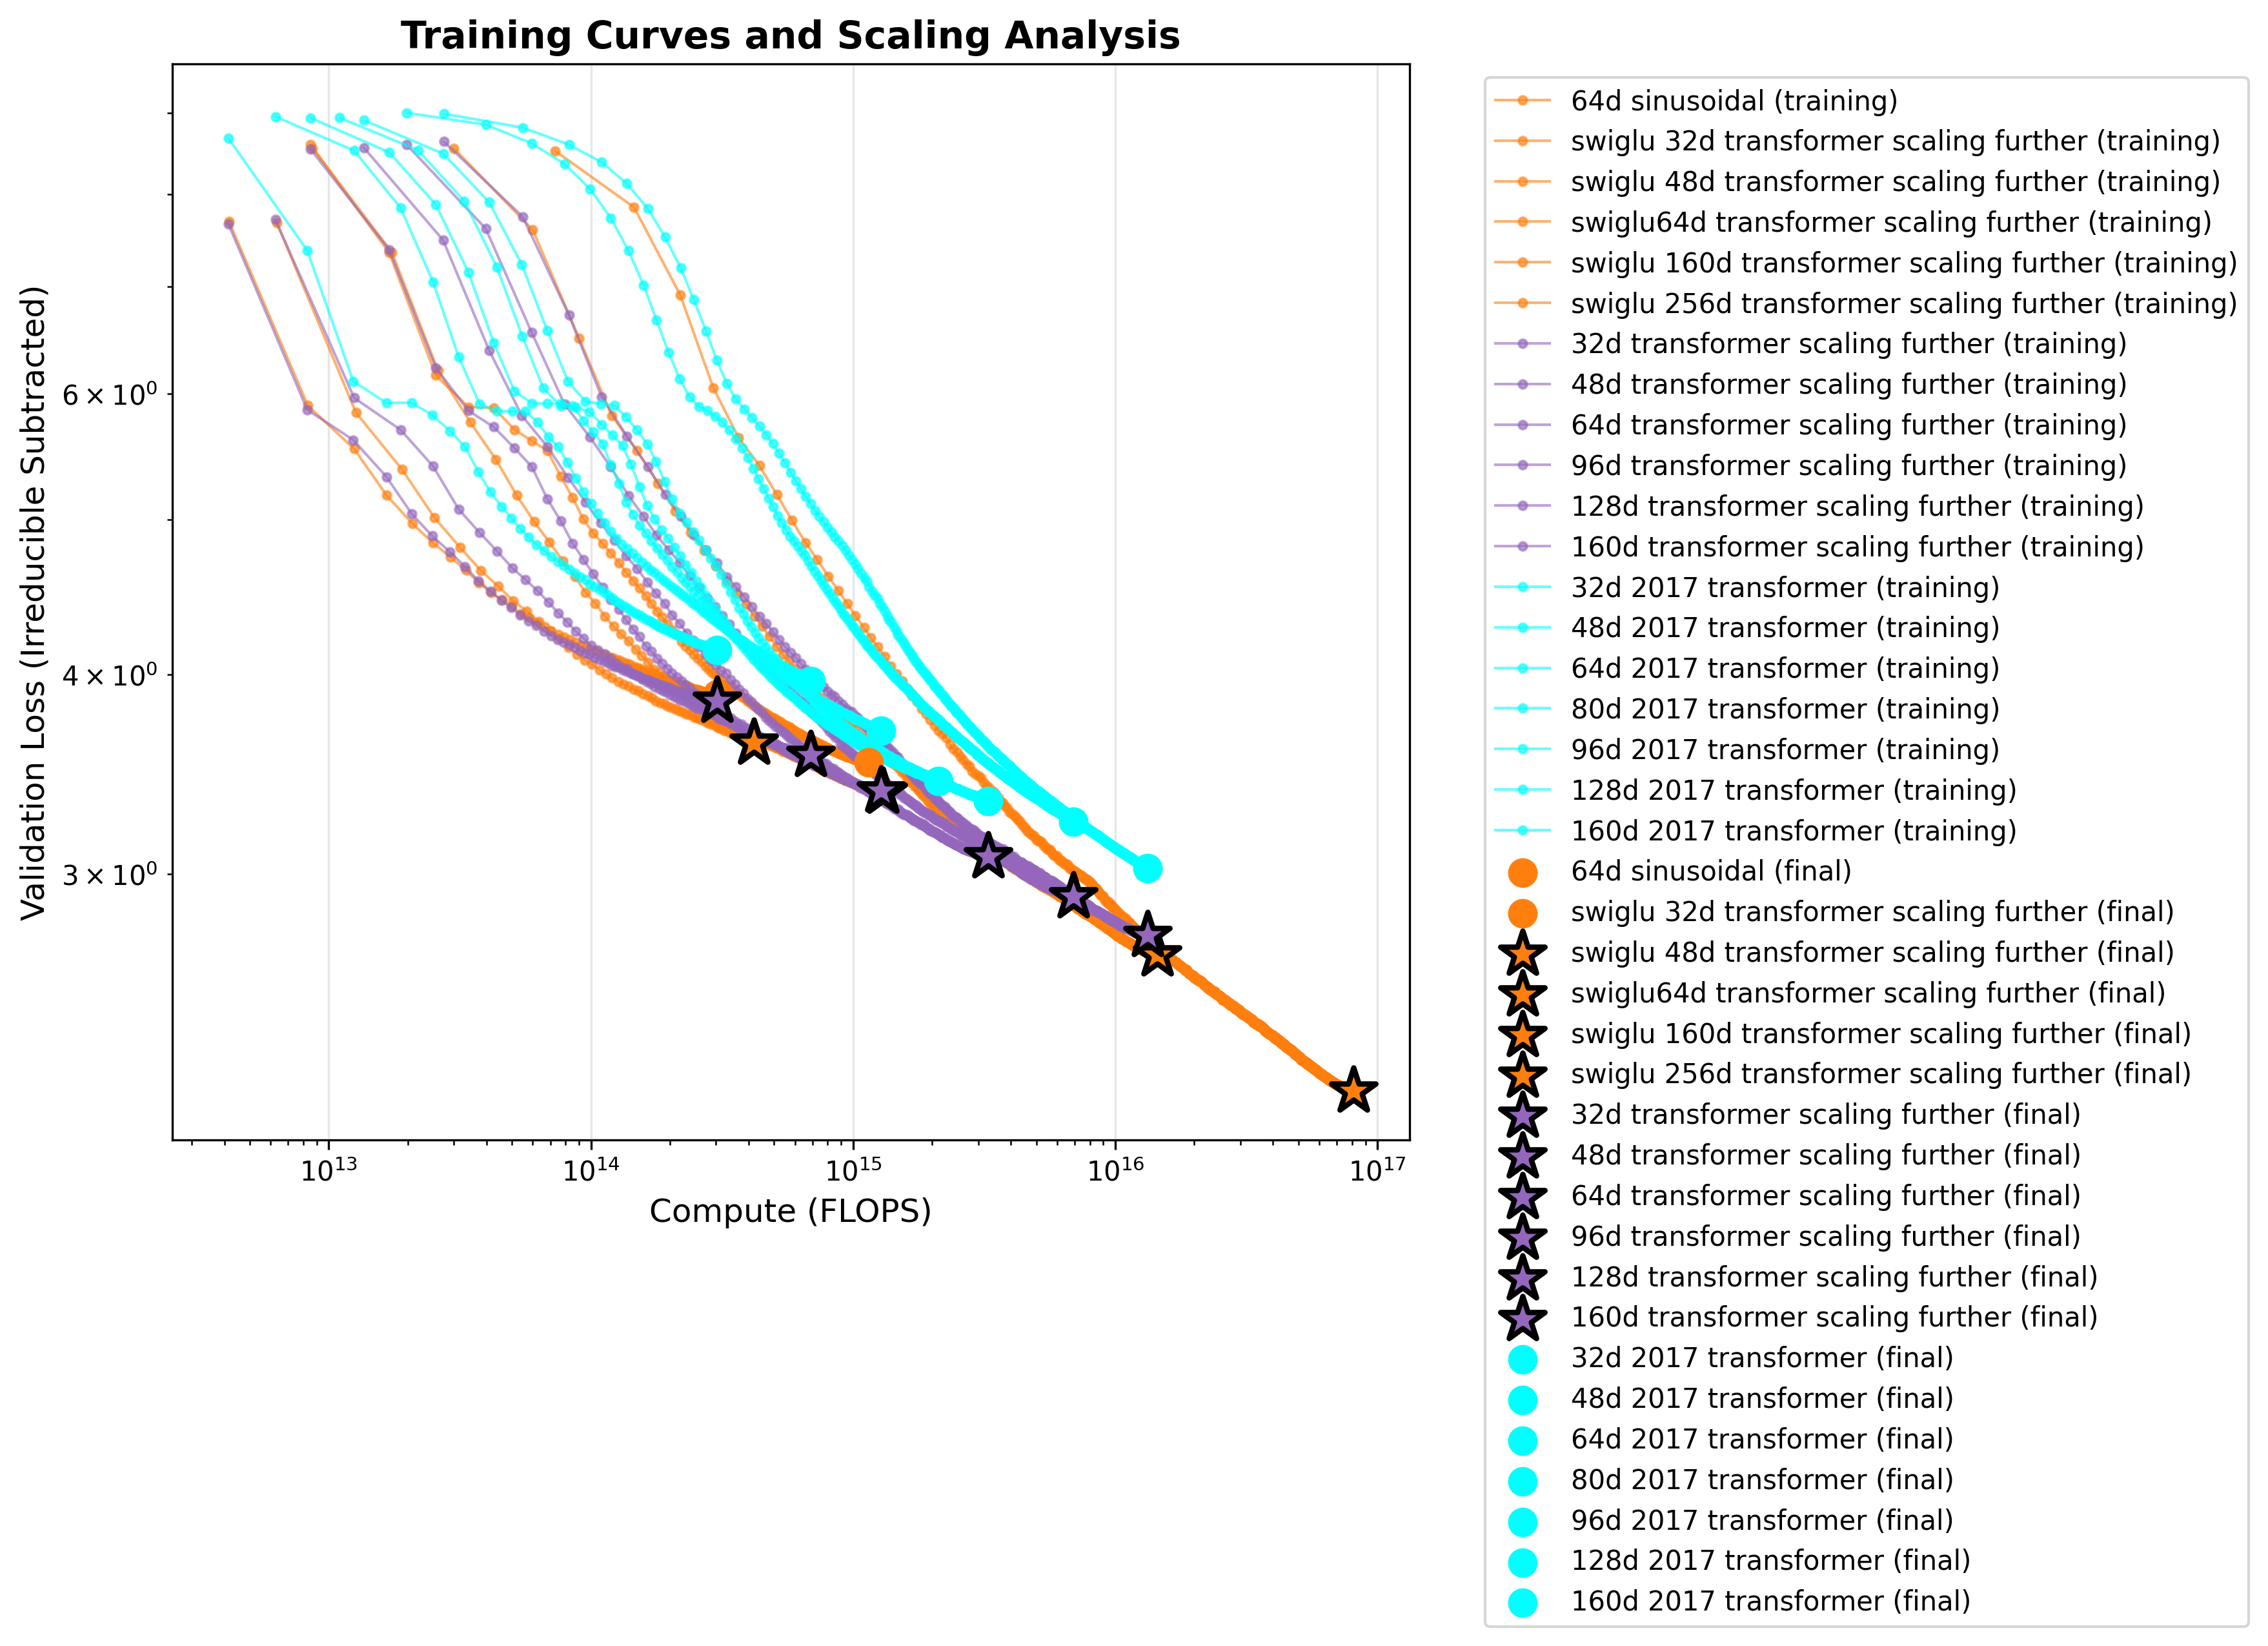 Training Curves and Scaling Analysis
Validation Loss (Irreducible Subtracted)
6 × 10⁰
4 × 10⁰
3 × 10⁰
10¹³
10¹⁴
10¹⁵
10¹⁶
10¹⁷
Compute (FLOPS)
64d sinusoidal (training)
swiglu 32d transformer scaling further (training)
swiglu 48d transformer scaling further (training)
swiglu64d transformer scaling further (training)
swiglu 160d transformer scaling further (training)
swiglu 256d transformer scaling further (training)
32d transformer scaling further (training)
48d transformer scaling further (training)
64d transformer scaling further (training)
96d transformer scaling further (training)
128d transformer scaling further (training)
160d transformer scaling further (training)
32d 2017 transformer (training)
48d 2017 transformer (training)
64d 2017 transformer (training)
80d 2017 transformer (training)
96d 2017 transformer (training)
128d 2017 transformer (training)
160d 2017 transformer (training)
64d sinusoidal (final)
swiglu 32d transformer scaling further (final)
swiglu 48d transformer scaling further (final)
swiglu64d transformer scaling further (final)
swiglu 160d transformer scaling further (final)
swiglu 256d transformer scaling further (final)
32d transformer scaling further (final)
48d transformer scaling further (final)
64d transformer scaling further (final)
96d transformer scaling further (final)
128d transformer scaling further (final)
160d transformer scaling further (final)
32d 2017 transformer (final)
48d 2017 transformer (final)
64d 2017 transformer (final)
80d 2017 transformer (final)
96d 2017 transformer (final)
128d 2017 transformer (final)
160d 2017 transformer (final)